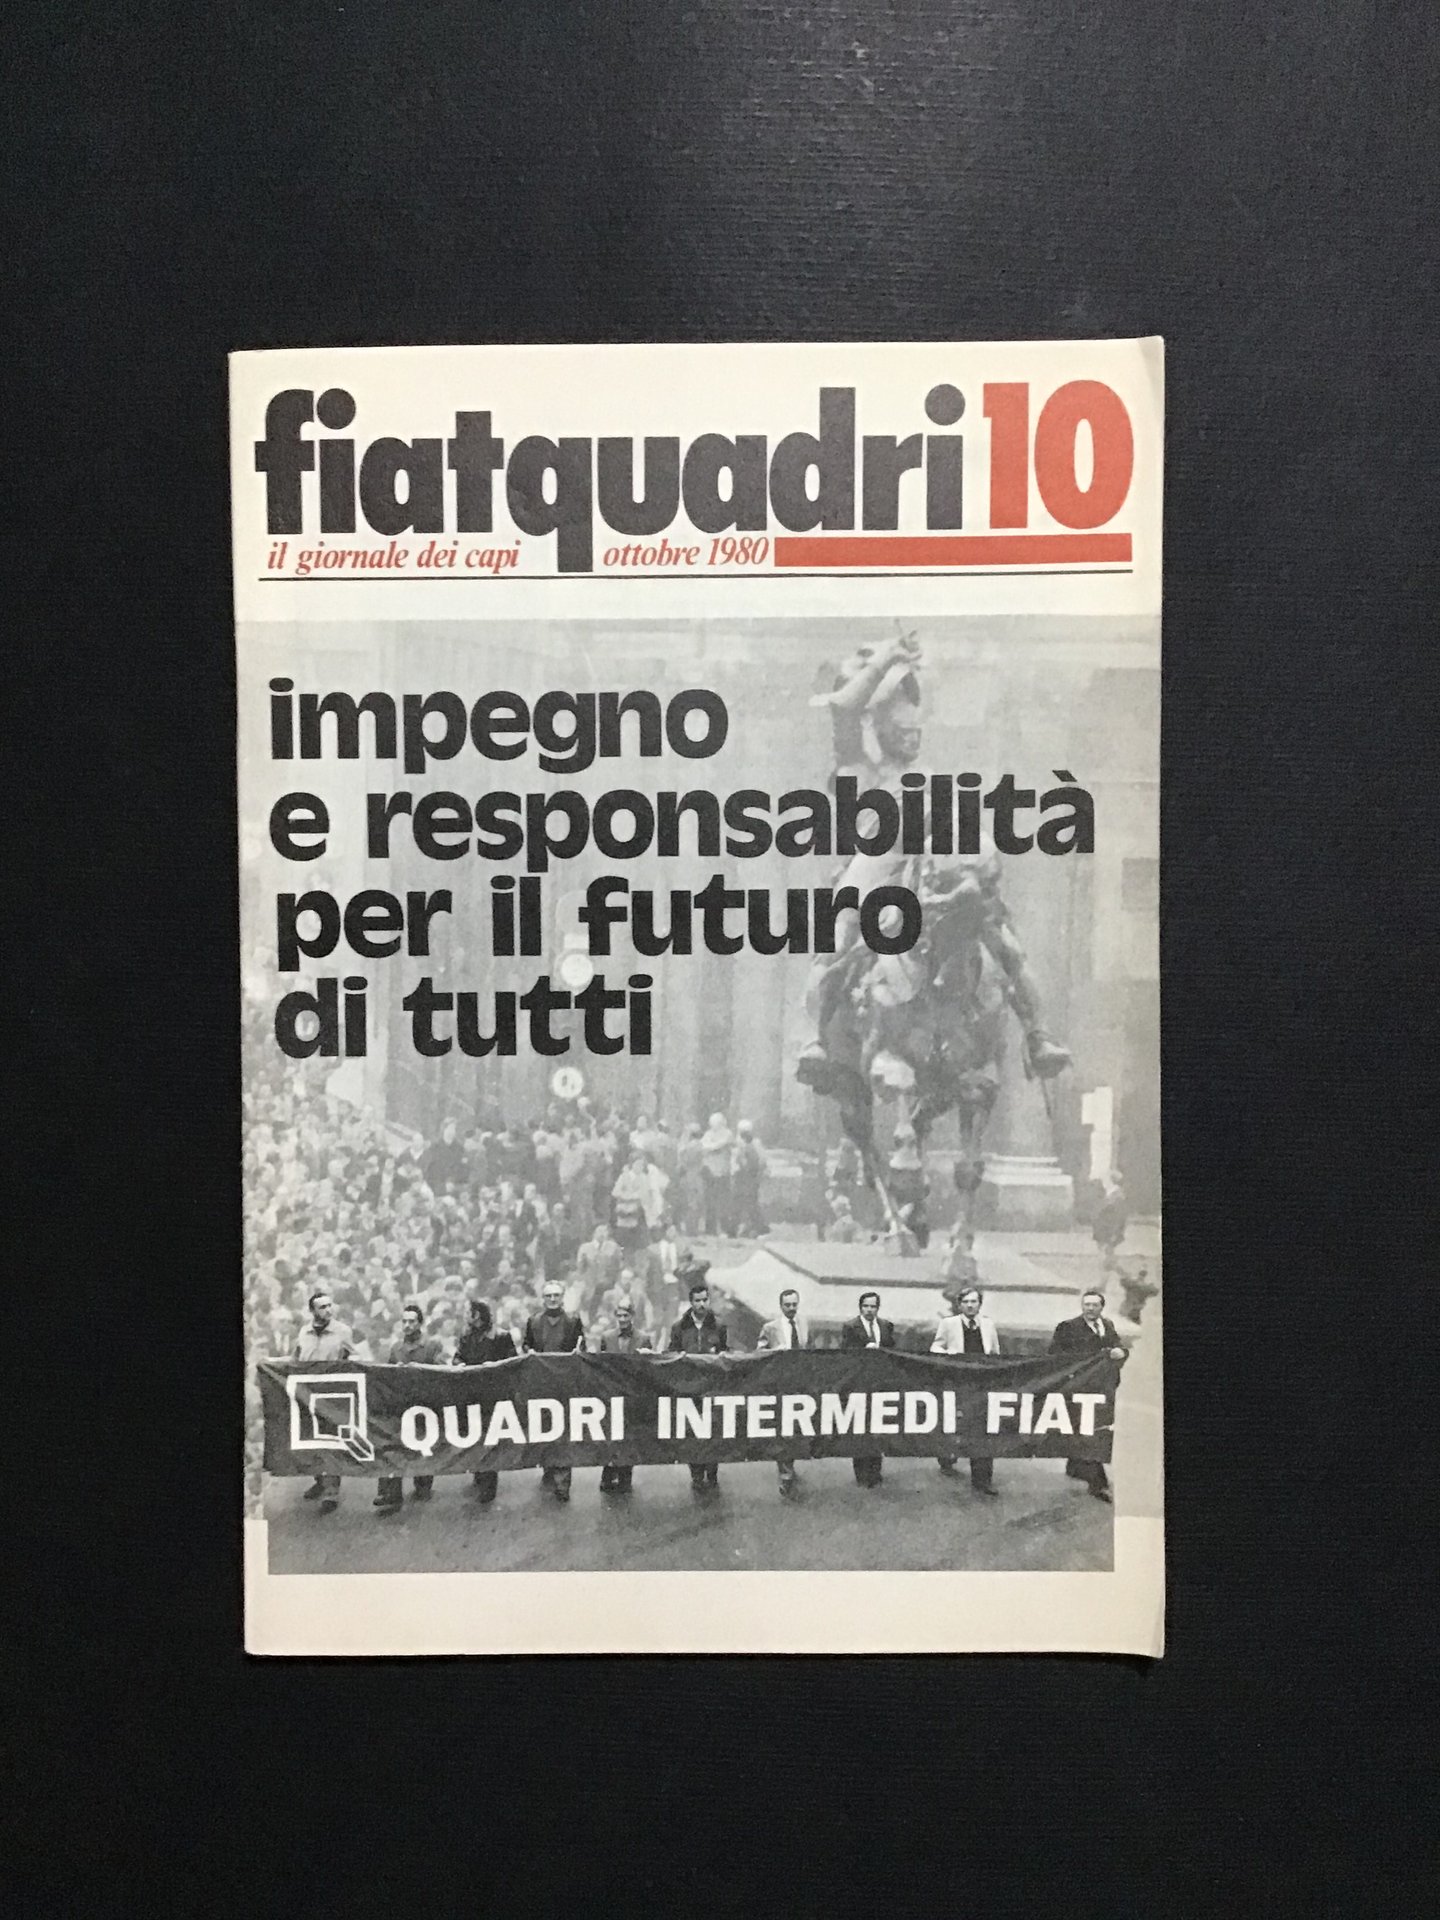 fiatquadri 10
il giornale dei capi ottobre 1980
impegno
e responsabilità
per il futuro
di tutti
QUADRI INTERMEDI FIAT